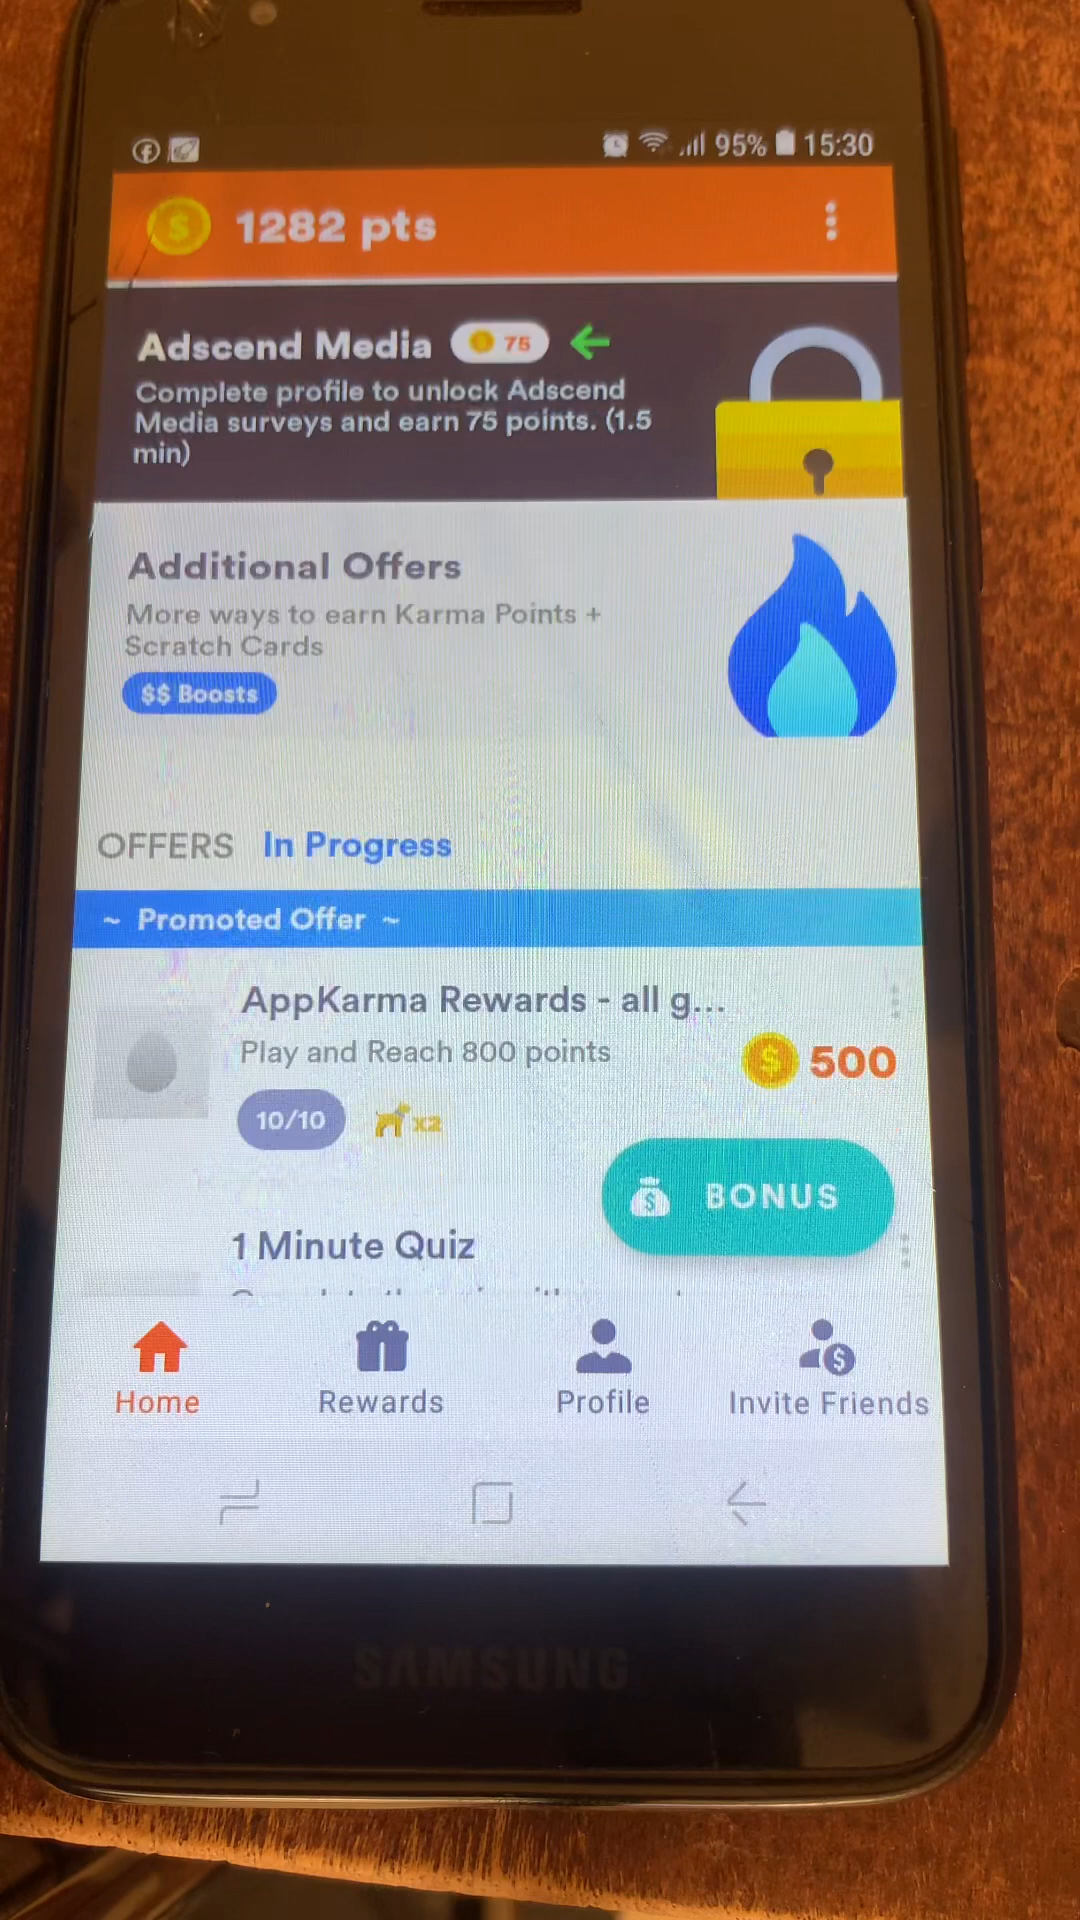 95% 15:30
1282 pts
Adscend Media 75
Complete profile to unlock Adscend
Media surveys and earn 75 points. (1.5
min)
Additional Offers
More ways to earn Karma Points +
Scratch Cards
$$ Boosts
OFFERS In Progress
~ Promoted Offer ~
AppKarma Rewards - all g...
Play and Reach 800 points
500
10/10 x2
BONUS
1 Minute Quiz
Home Rewards Profile Invite Friends
SAMSUNG